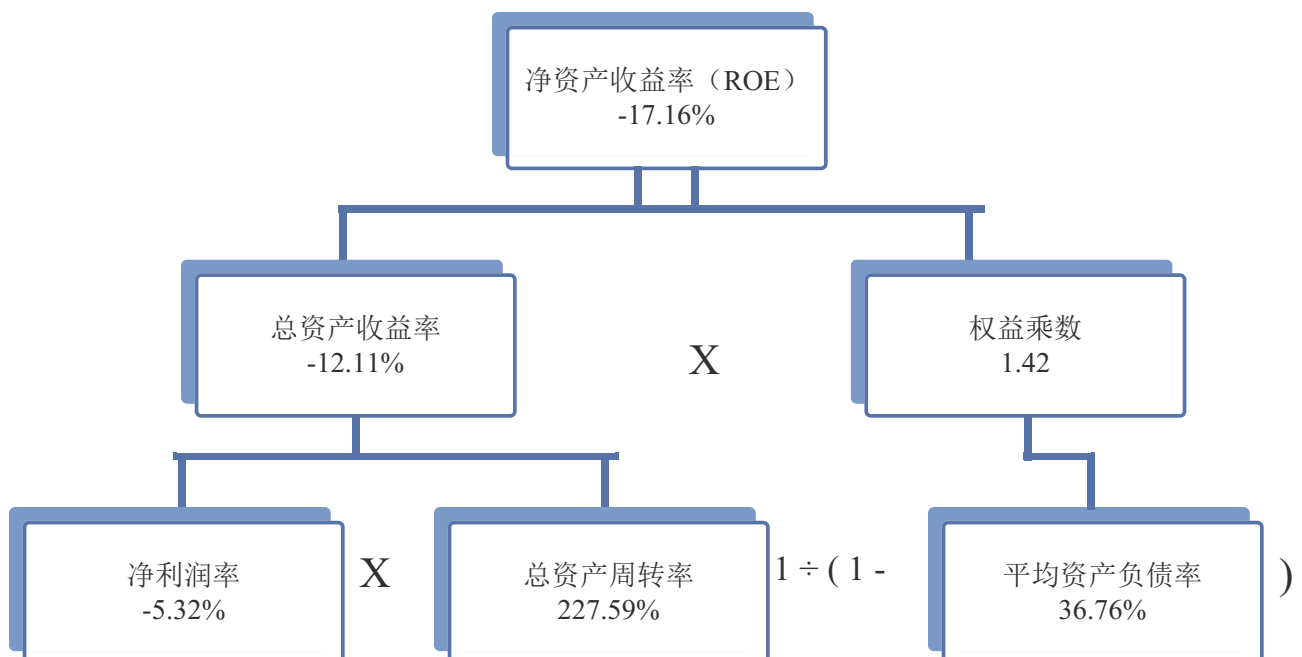 净资产收益率（ROE）
-17.16%
总资产收益率
-12.11%
X
权益乘数
1.42
净利润率
-5.32%
X
总资产周转率
227.59%
1 ÷ ( 1 -
平均资产负债率
36.76%
)